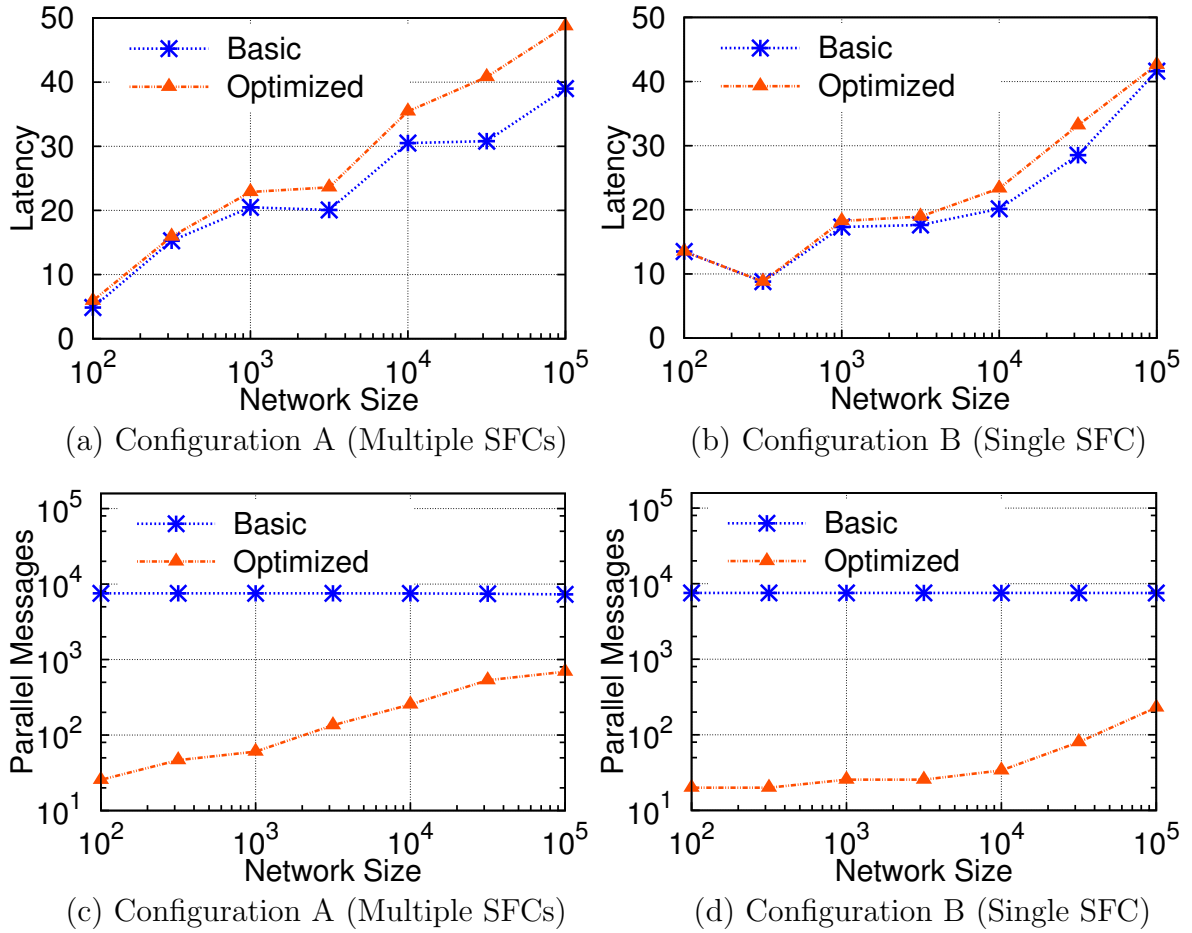 50
40
30
20
10
0
Latency
Basic
Optimized
10^2 10^3 10^4 10^5
Network Size
(a) Configuration A (Multiple SFCs)
50
40
30
20
10
0
Latency
Basic
Optimized
10^2 10^3 10^4 10^5
Network Size
(b) Configuration B (Single SFC)
10^5
10^4
10^3
10^2
10^1
Parallel Messages
Basic
Optimized
10^2 10^3 10^4 10^5
Network Size
(c) Configuration A (Multiple SFCs)
10^5
10^4
10^3
10^2
10^1
Parallel Messages
Basic
Optimized
10^2 10^3 10^4 10^5
Network Size
(d) Configuration B (Single SFC)